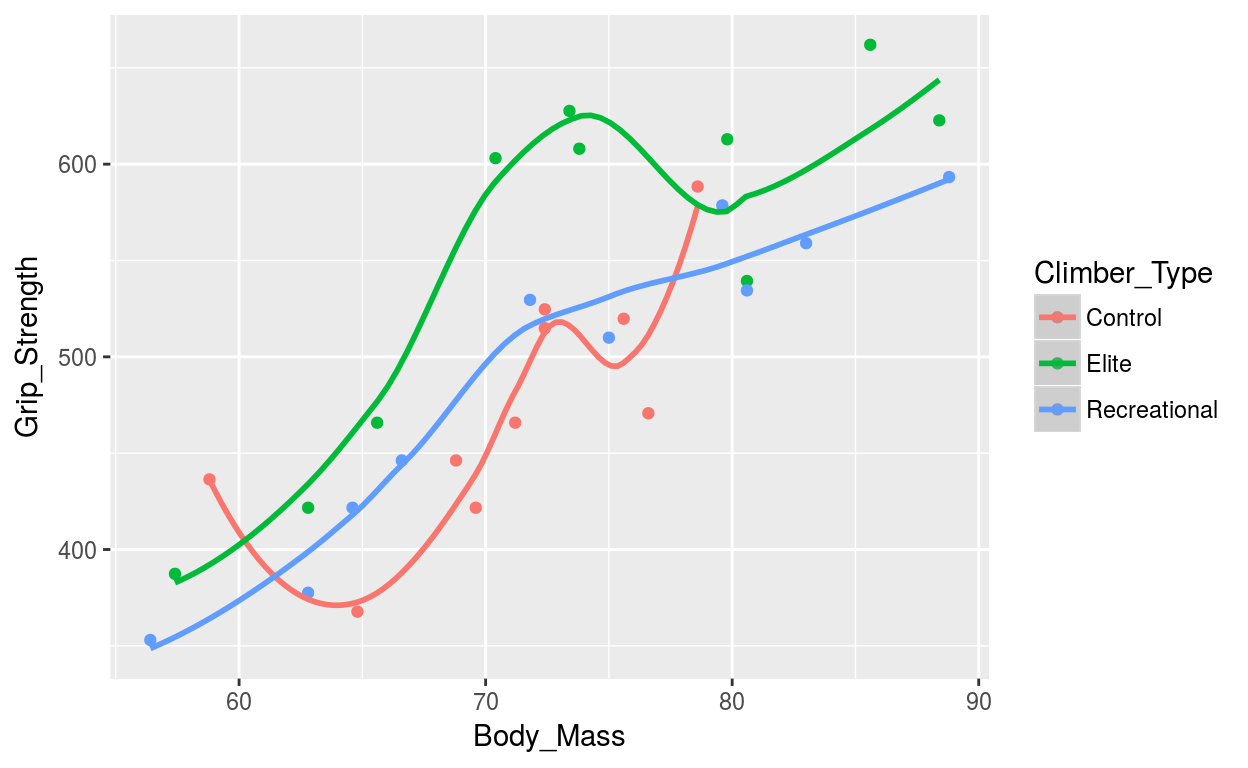 600
500
400
Grip_Strength
60 70 80 90
Body_Mass
Climber_Type
Control
Elite
Recreational